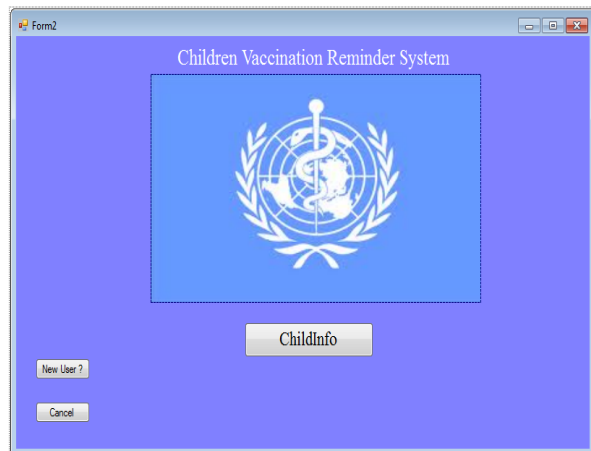 Form2
Children Vaccination Reminder System
ChildInfo
New User ?
Cancel